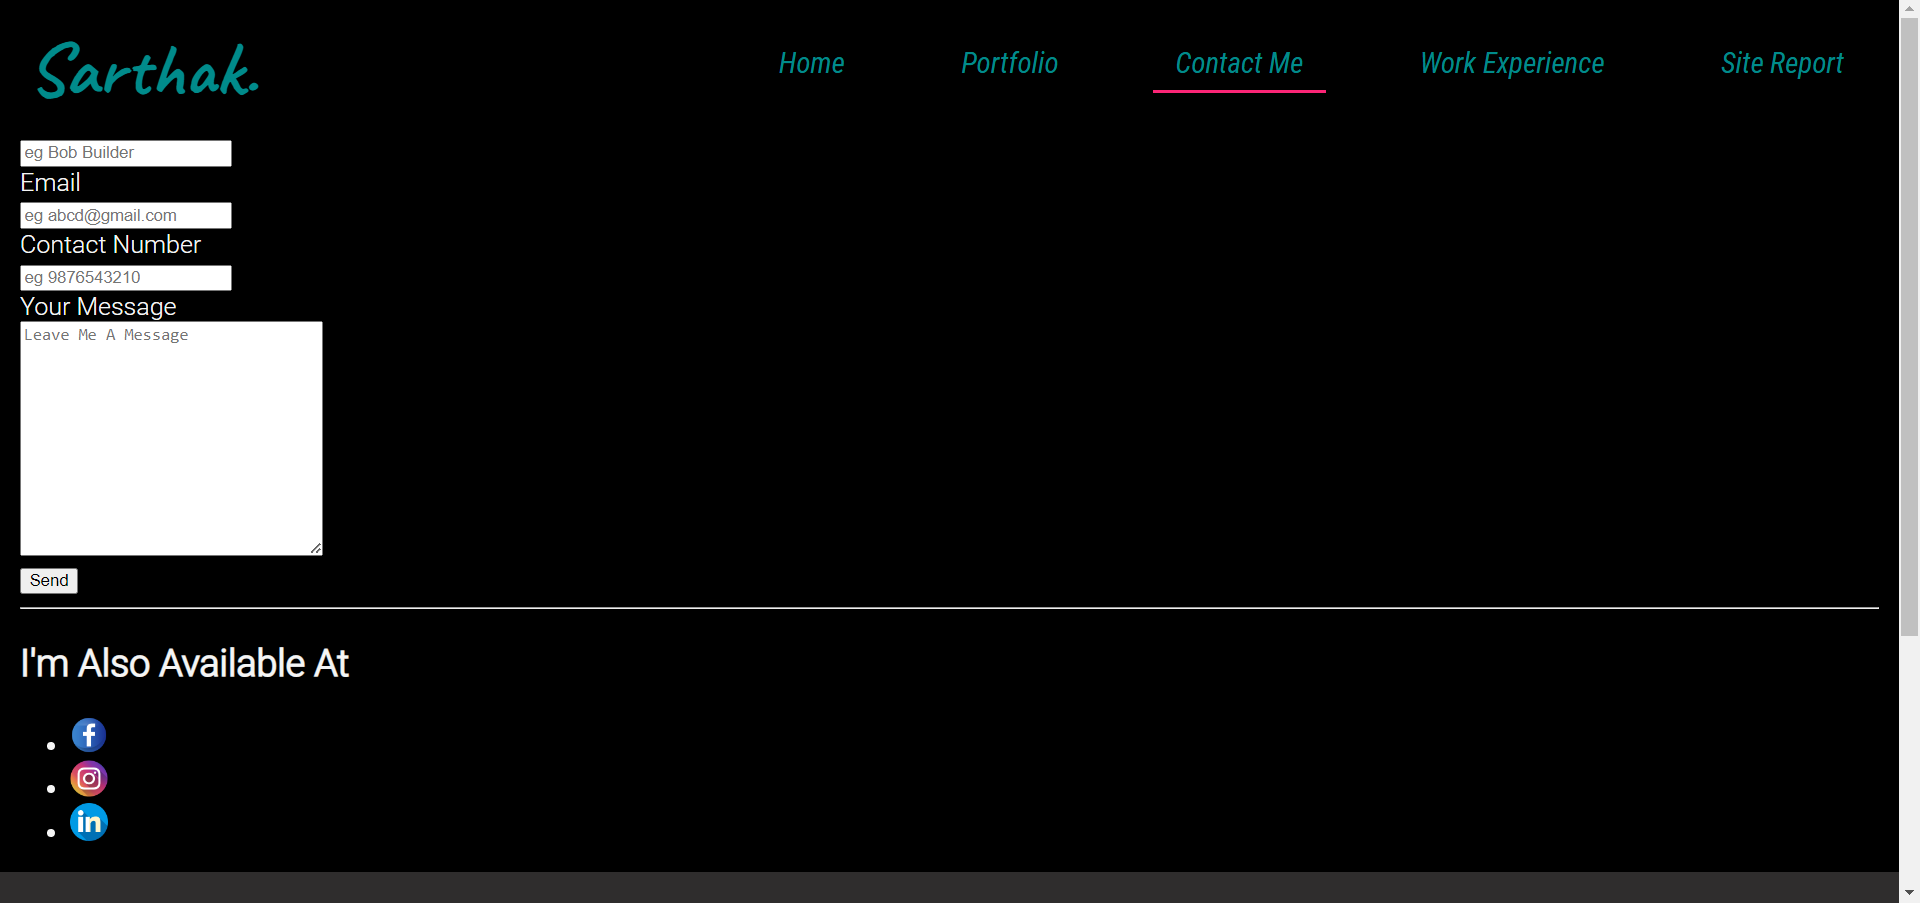 Sarthak.
Home Portfolio Contact Me Work Experience Site Report
eg Bob Builder
Email
eg abcd@gmail.com
Contact Number
eg 9876543210
Your Message
Leave Me A Message
Send
I'm Also Available At
f
in